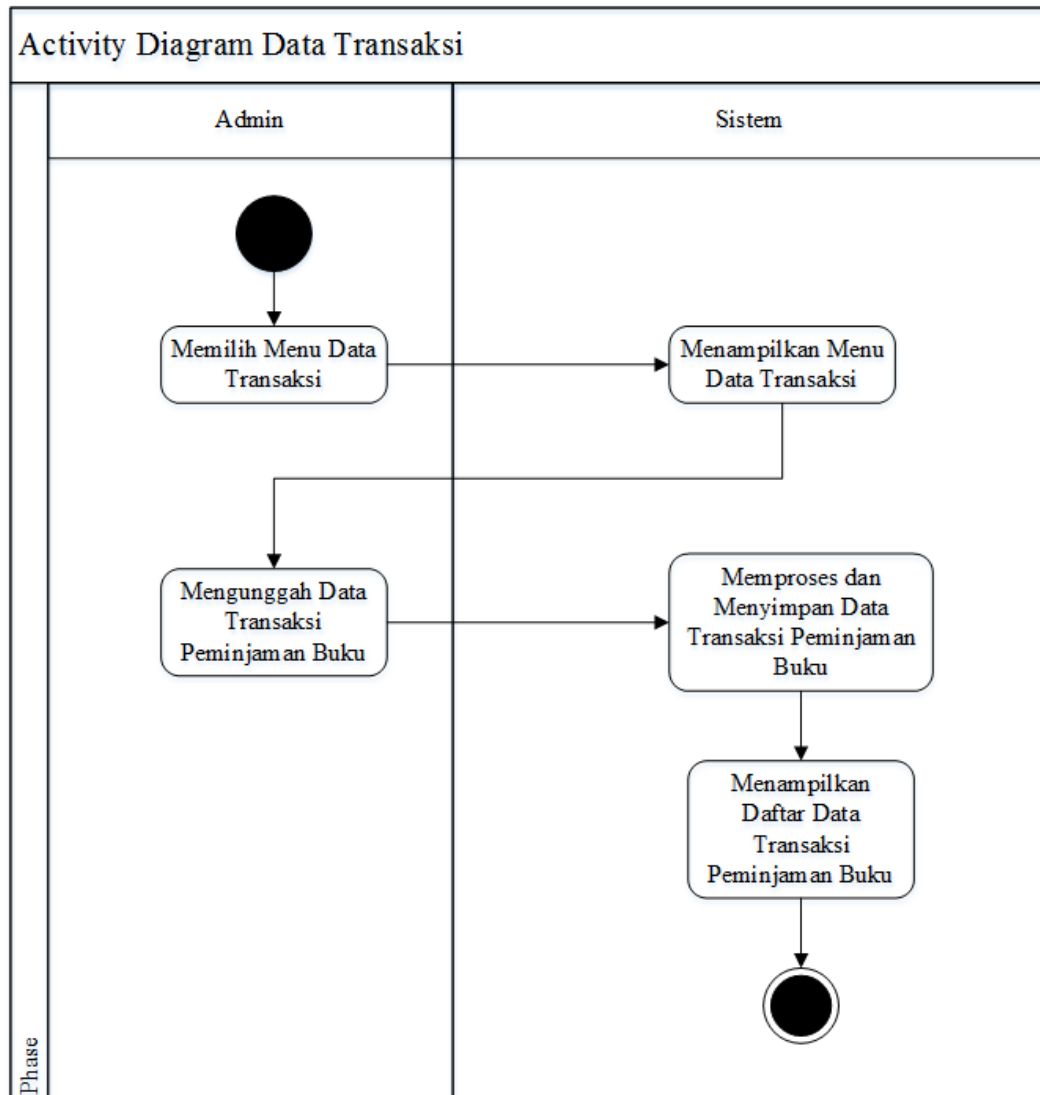 Activity Diagram Data Transaksi
Admin
Sistem
Memilih Menu Data
Transaksi
Menampilkan Menu
Data Transaksi
Mengunggah Data
Transaksi
Peminjaman Buku
Memproses dan
Menyimpan Data
Transaksi Peminjaman
Buku
Menampilkan
Daftar Data
Transaksi
Peminjaman Buku
Phase